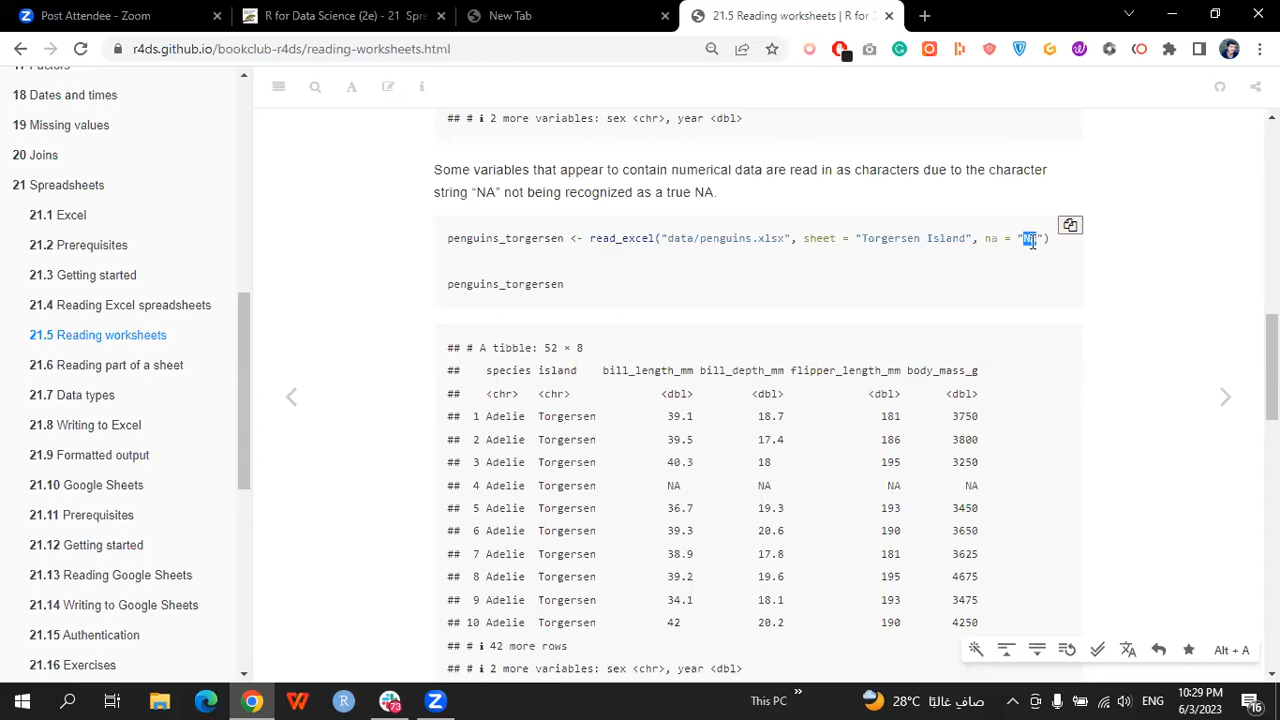 Post Attendee - Zoom
R for Data Science (2e) - 21 Spre
New Tab
21.5 Reading worksheets | R for
r4ds.github.io/bookclub-r4ds/reading-worksheets.html
17 Factors
18 Dates and times
19 Missing values
20 Joins
21 Spreadsheets
21.1 Excel
21.2 Prerequisites
21.3 Getting started
21.4 Reading Excel spreadsheets
21.5 Reading worksheets
21.6 Reading part of a sheet
21.7 Data types
21.8 Writing to Excel
21.9 Formatted output
21.10 Google Sheets
21.11 Prerequisites
21.12 Getting started
21.13 Reading Google Sheets
21.14 Writing to Google Sheets
21.15 Authentication
21.16 Exercises
## # ℹ 2 more variables: sex <chr>, year <dbl>
Some variables that appear to contain numerical data are read in as characters due to the character
string “NA” not being recognized as a true NA.
penguins_torgersen <- read_excel("data/penguins.xlsx", sheet = "Torgersen Island", na = "NA")
penguins_torgersen
## # A tibble: 52 × 8
## species island bill_length_mm bill_depth_mm flipper_length_mm body_mass_g
## <chr> <chr> <dbl> <dbl> <dbl> <dbl>
## 1 Adelie Torgersen 39.1 18.7 181 3750
## 2 Adelie Torgersen 39.5 17.4 186 3800
## 3 Adelie Torgersen 40.3 18 195 3250
## 4 Adelie Torgersen NA NA NA NA
## 5 Adelie Torgersen 36.7 19.3 193 3450
## 6 Adelie Torgersen 39.3 20.6 190 3650
## 7 Adelie Torgersen 38.9 17.8 181 3625
## 8 Adelie Torgersen 39.2 19.6 195 4675
## 9 Adelie Torgersen 34.1 18.1 193 3475
## 10 Adelie Torgersen 42 20.2 190 4250
## # ℹ 42 more rows
## # ℹ 2 more variables: sex <chr>, year <dbl>
Alt + A
73
This PC
28°C صافٍ غالبًا
ENG
10:29 PM
6/3/2023
16